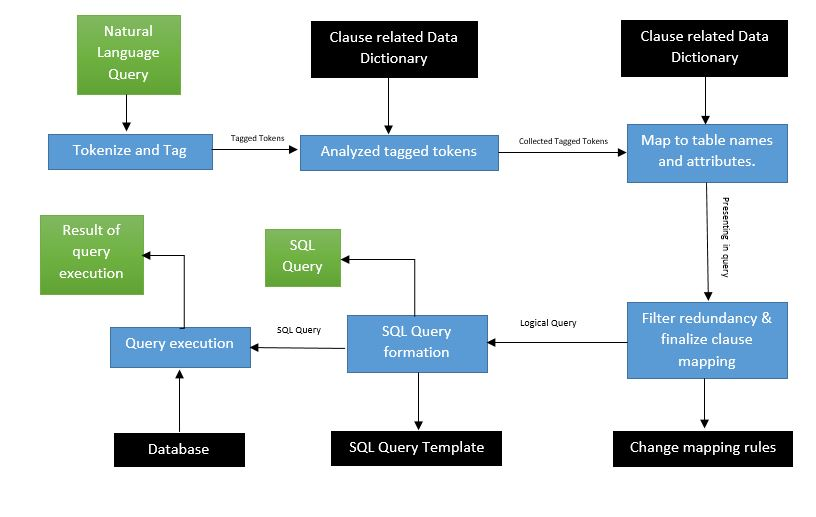 Natural
Language
Query
Clause related Data
Dictionary
Clause related Data
Dictionary
Tokenize and Tag
Tagged Tokens
Analyzed tagged tokens
Collected Tagged Tokens
Map to table names
and attributes.
Presenting in query
Result of
query
execution
SQL
Query
Query execution
SQL Query
SQL Query
formation
Logical Query
Filter redundancy &
finalize clause
mapping
Database
SQL Query Template
Change mapping rules